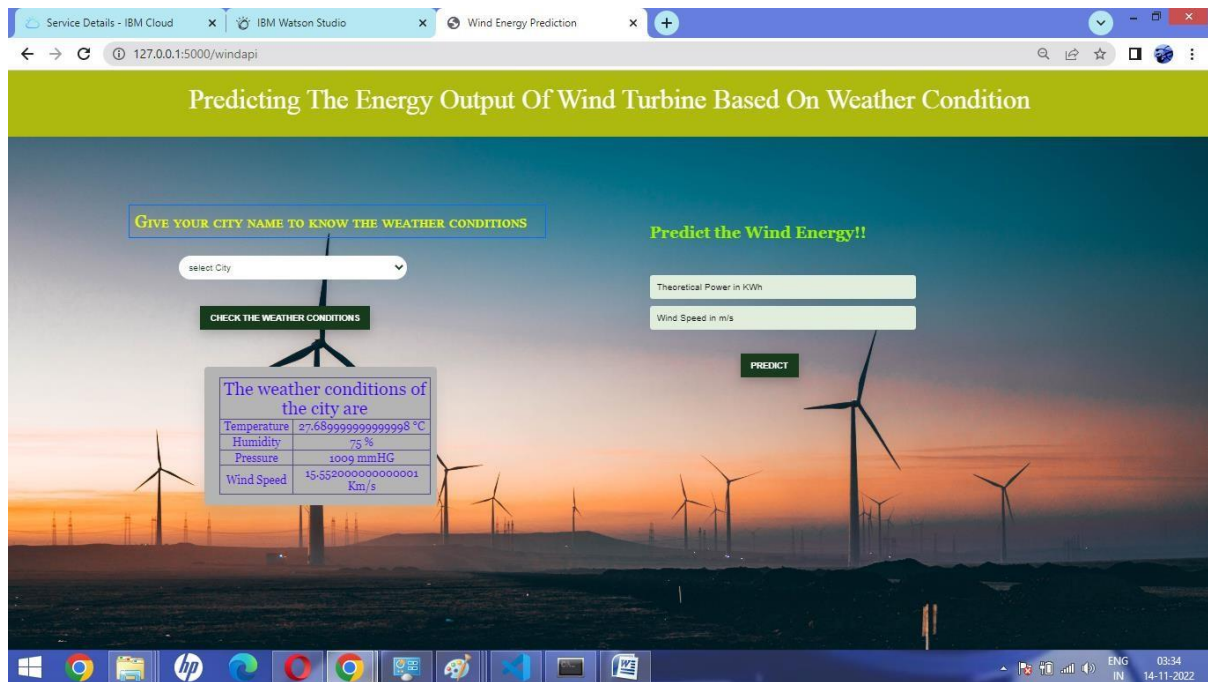 Service Details - IBM Cloud
IBM Watson Studio
Wind Energy Prediction
127.0.0.1:5000/windapi
Predicting The Energy Output Of Wind Turbine Based On Weather Condition
Give your city name to know the weather conditions
select City
CHECK THE WEATHER CONDITIONS
The weather conditions of
the city are
Temperature 27.689999999999998 °C
Humidity 75 %
Pressure 1009 mmHG
Wind Speed 15.552000000000001
Km/s
Predict the Wind Energy!!
Theoretical Power in KWh
Wind Speed in m/s
PREDICT
hp
ENG 03:34
IN 14-11-2022